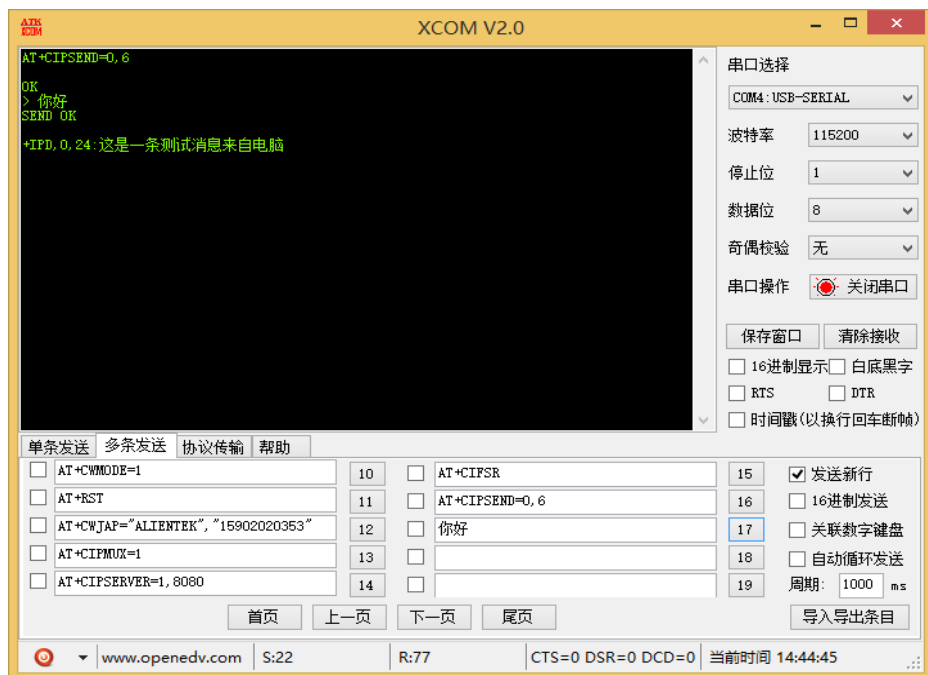 ATK
XCOM
XCOM V2.0
AT+CIPSEND=0,6
OK
> 你好
SEND OK
+IPD,0,24:这是一条测试消息来自电脑
串口选择
COM4:USB-SERIAL
波特率 115200
停止位 1
数据位 8
奇偶校验 无
串口操作 关闭串口
保存窗口 清除接收
16进制显示 白底黑字
RTS DTR
时间戳(以换行回车断帧)
单条发送 多条发送 协议传输 帮助
AT+CWMODE=1 10 AT+CIFSR 15 发送新行
AT+RST 11 AT+CIPSEND=0,6 16 16进制发送
AT+CWJAP="ALIENTEK","15902020353" 12 你好 17 关联数字键盘
AT+CIPMUX=1 13 18 自动循环发送
AT+CIPSERVER=1,8080 14 19 周期: 1000 ms
首页 上一页 下一页 尾页 导入导出条目
www.openedv.com S:22 R:77 CTS=0 DSR=0 DCD=0 当前时间 14:44:45